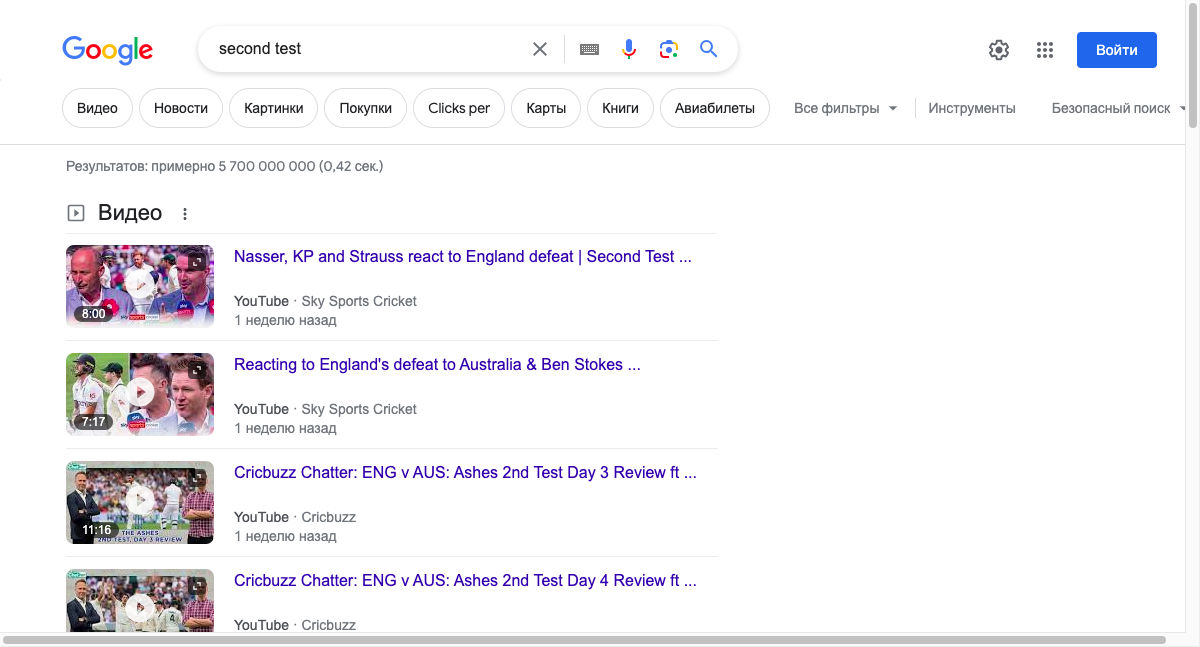 Google
second test
Войти
Видео
Новости
Картинки
Покупки
Clicks per
Карты
Книги
Авиабилеты
Все фильтры
Инструменты
Безопасный поиск
Результатов: примерно 5 700 000 000 (0,42 сек.)
Видео
Nasser, KP and Strauss react to England defeat | Second Test ...
8:00
YouTube · Sky Sports Cricket
1 неделю назад
Reacting to England's defeat to Australia & Ben Stokes ...
7:17
YouTube · Sky Sports Cricket
1 неделю назад
Cricbuzz Chatter: ENG v AUS: Ashes 2nd Test Day 3 Review ft ...
11:16
THE ASHES
2ND TEST, DAY 3 REVIEW
YouTube · Cricbuzz
1 неделю назад
Cricbuzz Chatter: ENG v AUS: Ashes 2nd Test Day 4 Review ft ...
YouTube · Cricbuzz